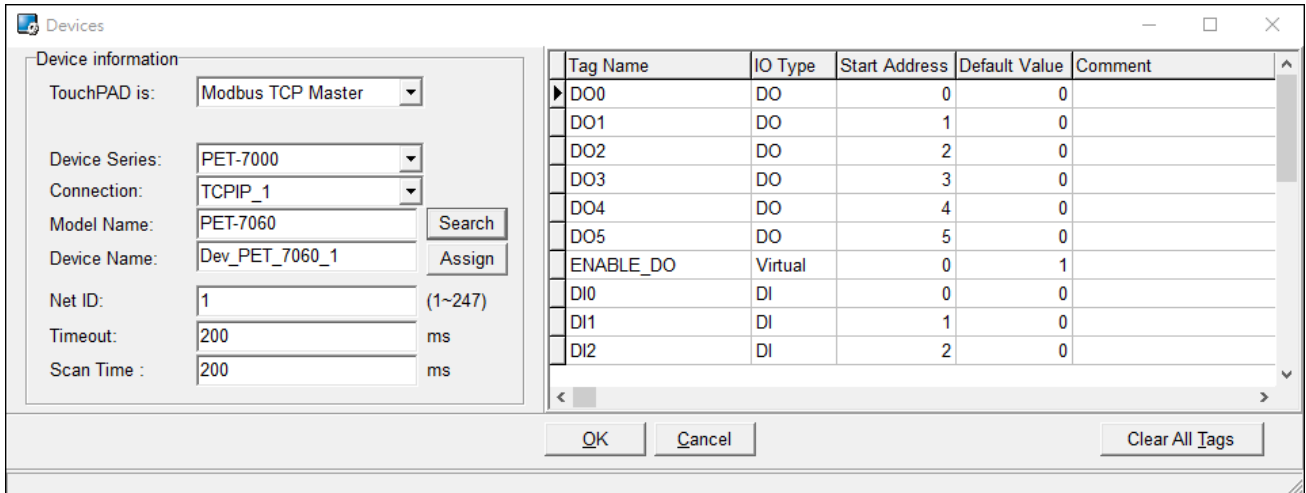 Devices
Device information
TouchPAD is: Modbus TCP Master
Device Series: PET-7000
Connection: TCPIP_1
Model Name: PET-7060 Search
Device Name: Dev_PET_7060_1 Assign
Net ID: 1 (1~247)
Timeout: 200 ms
Scan Time : 200 ms
Tag Name IO Type Start Address Default Value Comment
DO0 DO 0 0
DO1 DO 1 0
DO2 DO 2 0
DO3 DO 3 0
DO4 DO 4 0
DO5 DO 5 0
ENABLE_DO Virtual 0 1
DI0 DI 0 0
DI1 DI 1 0
DI2 DI 2 0
OK Cancel Clear All Tags